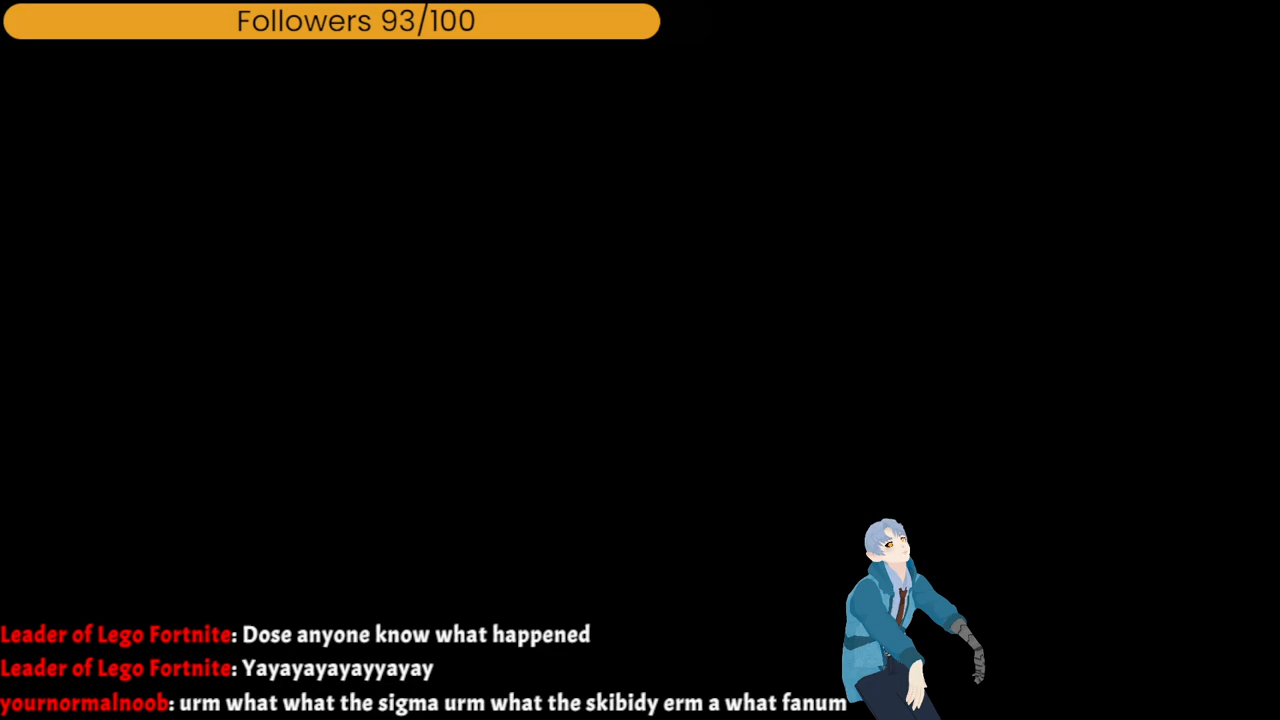 Followers 93/100
Leader of Lego Fortnite: Dose anyone know what happened
Leader of Lego Fortnite: Yayayayayayyayay
yournormalnoob: urm what what the sigma urm what the skibidy erm a what fanum